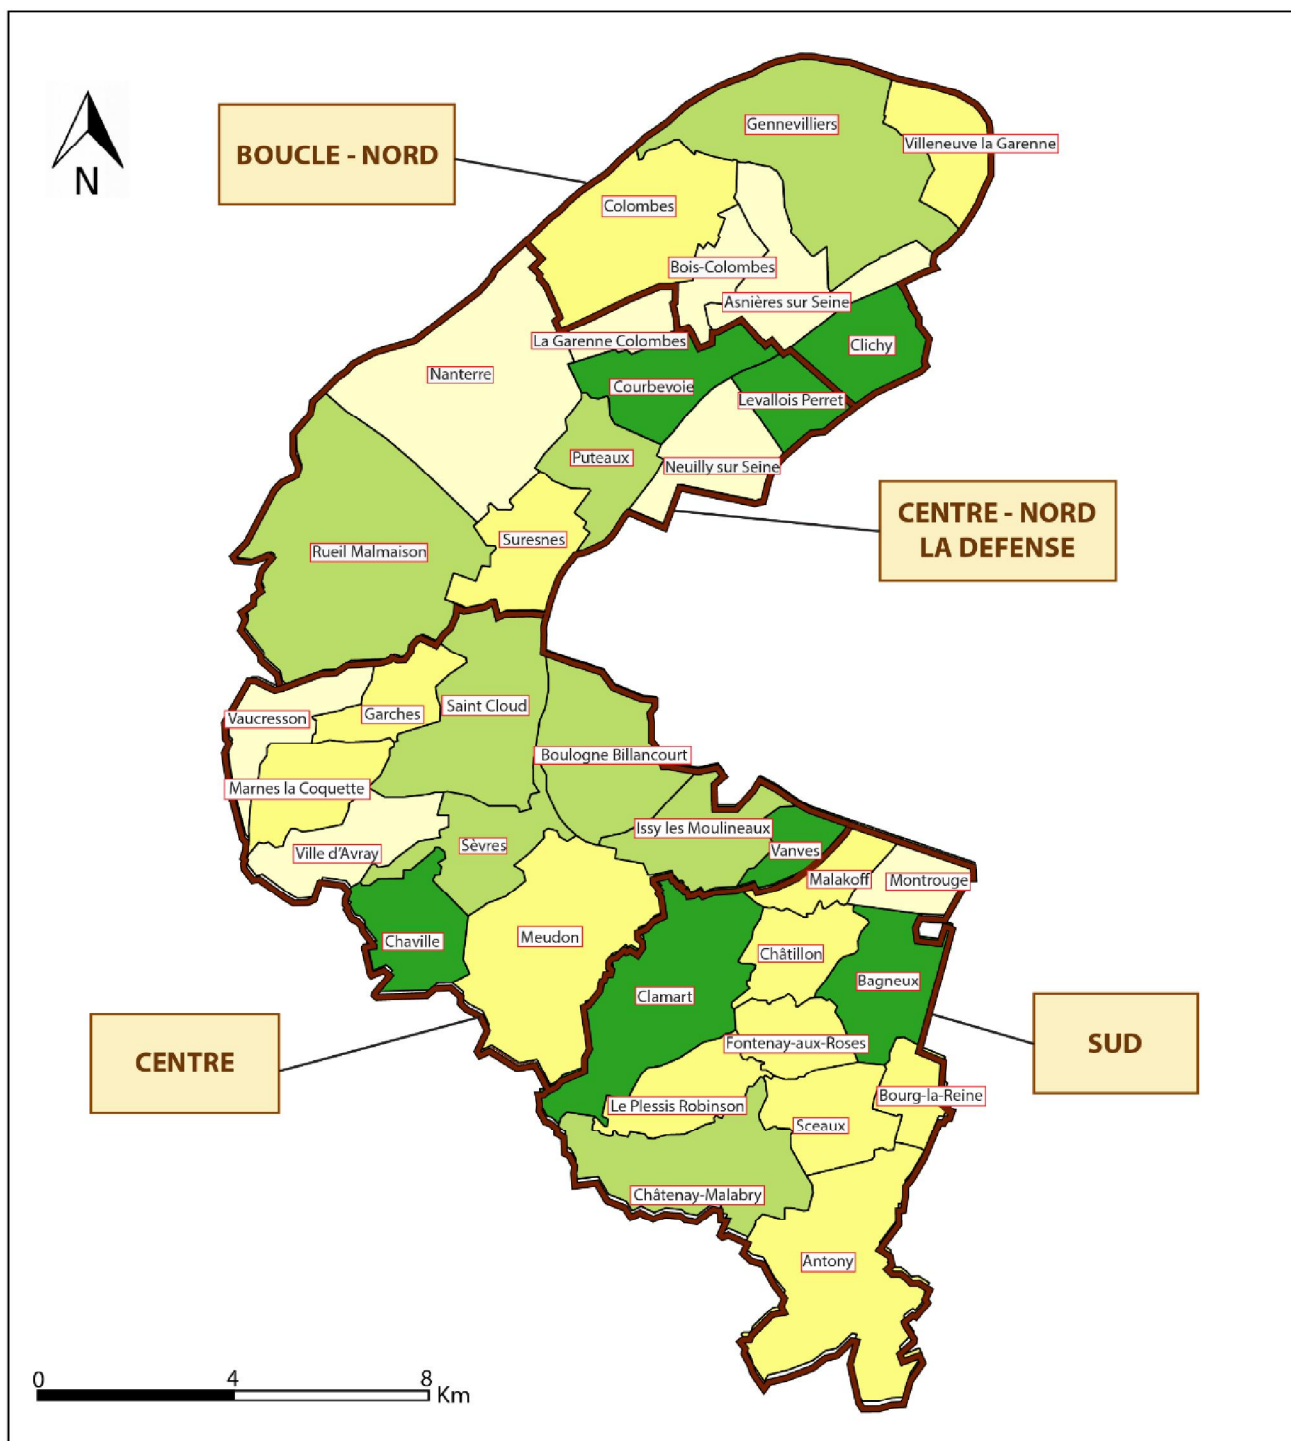 Gennevilliers
Villeneuve la Garenne
BOUCLE - NORD
N
Colombes
Bois-Colombes
Asnières sur Seine
La Garenne Colombes
Clichy
Nanterre
Courbevoie
Levallois Perret
Puteaux
Neuilly sur Seine
CENTRE - NORD
LA DEFENSE
Suresnes
Rueil Malmaison
Saint Cloud
Garches
Vaucresson
Boulogne Billancourt
Marnes la Coquette
Issy les Moulineaux
Sèvres
Vanves
Ville d'Avray
Malakoff
Montrouge
Meudon
Chaville
Châtillon
Bagneux
Clamart
SUD
Fontenay-aux-Roses
CENTRE
Bourg-la-Reine
Le Plessis Robinson
Sceaux
Châtenay-Malabry
Antony
0 4 8
Km